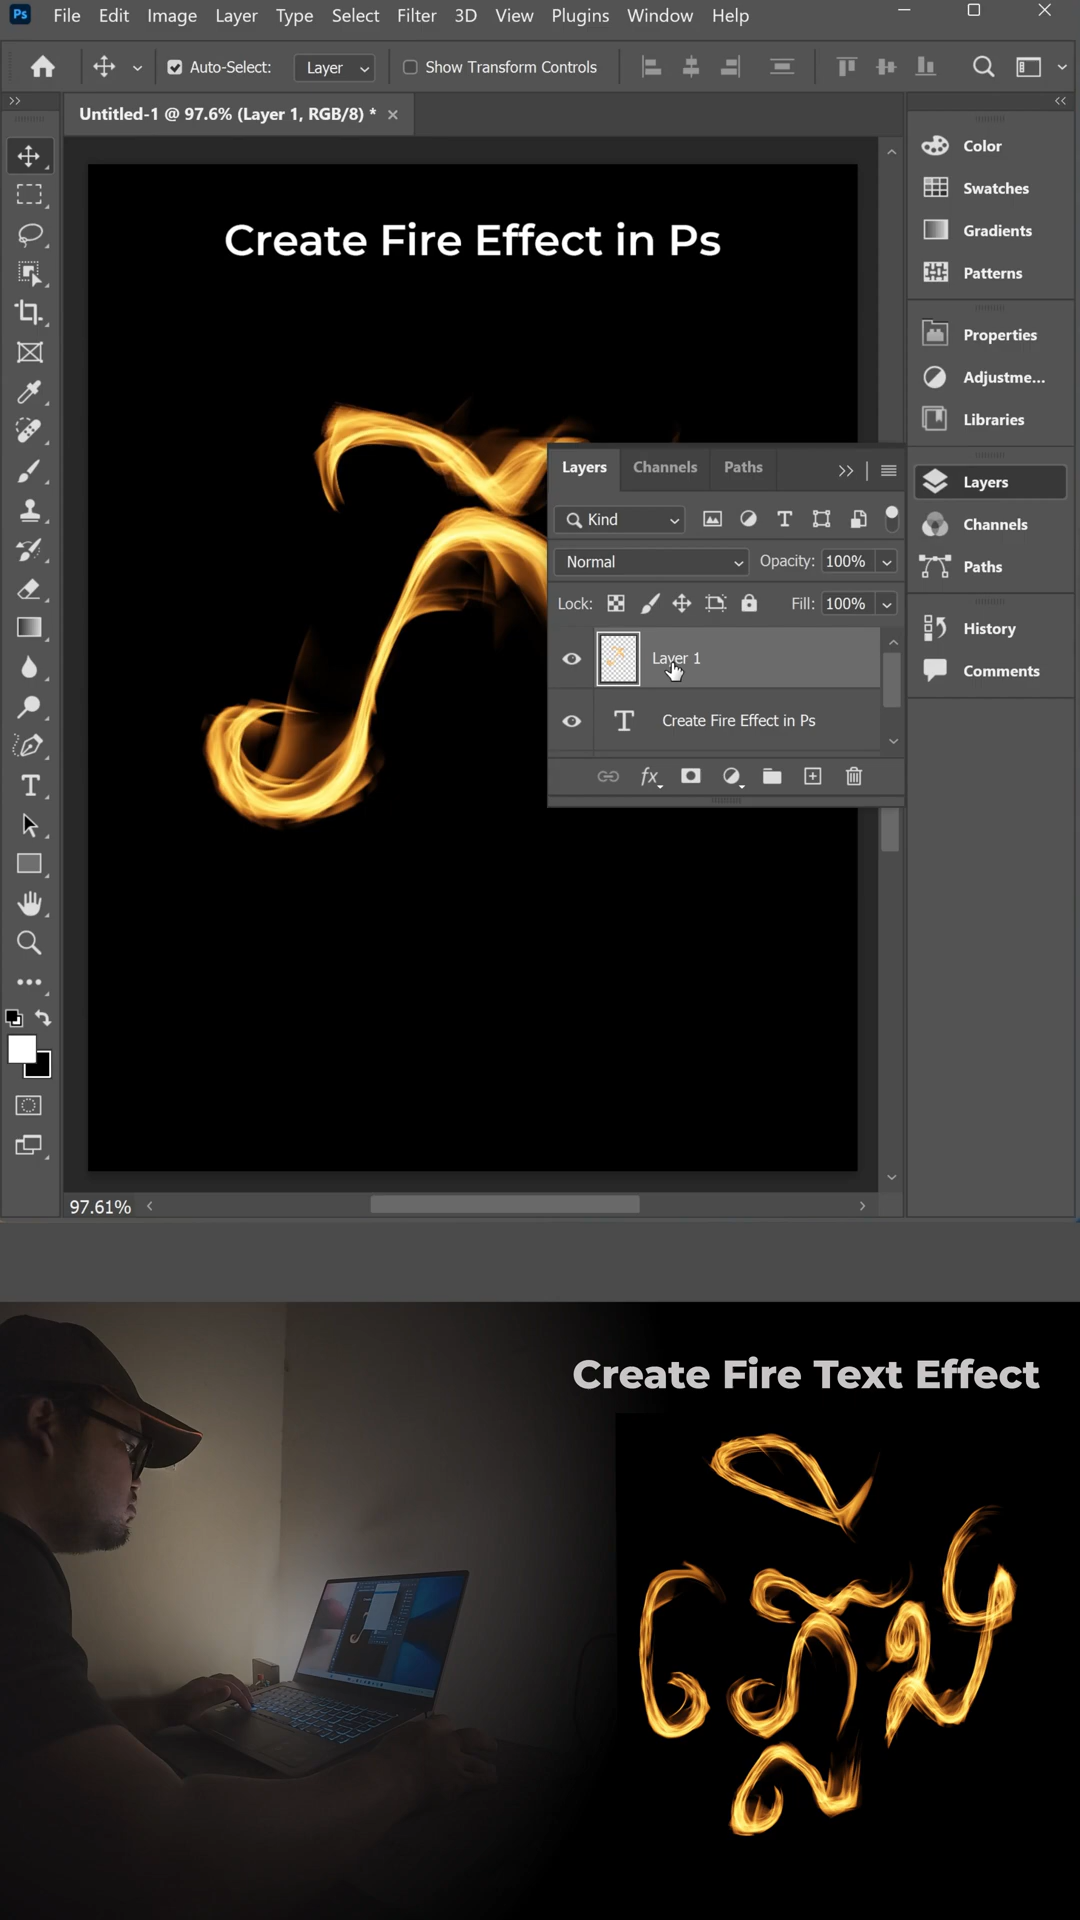 Ps File Edit Image Layer Type Select Filter 3D View Plugins Window Help
Auto-Select: Layer Show Transform Controls
Untitled-1 @ 97.6% (Layer 1, RGB/8) * ×
Create Fire Effect in Ps
Color
Swatches
Gradients
Patterns
Properties
Adjustme...
Libraries
Layers
Channels
Paths
History
Comments
Layers Channels Paths
Kind
Normal Opacity: 100%
Lock: Fill: 100%
Layer 1
T Create Fire Effect in Ps
fx
97.61%
Create Fire Text Effect